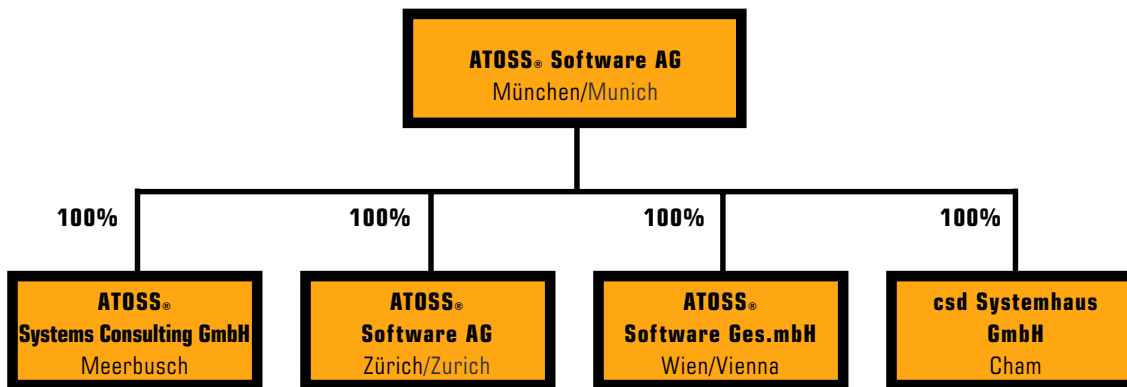 ATOSS® Software AG
München/Munich
100%
100%
100%
100%
ATOSS®
Systems Consulting GmbH
Meerbusch
ATOSS®
Software AG
Zürich/Zurich
ATOSS®
Software Ges.mbH
Wien/Vienna
csd Systemhaus
GmbH
Cham